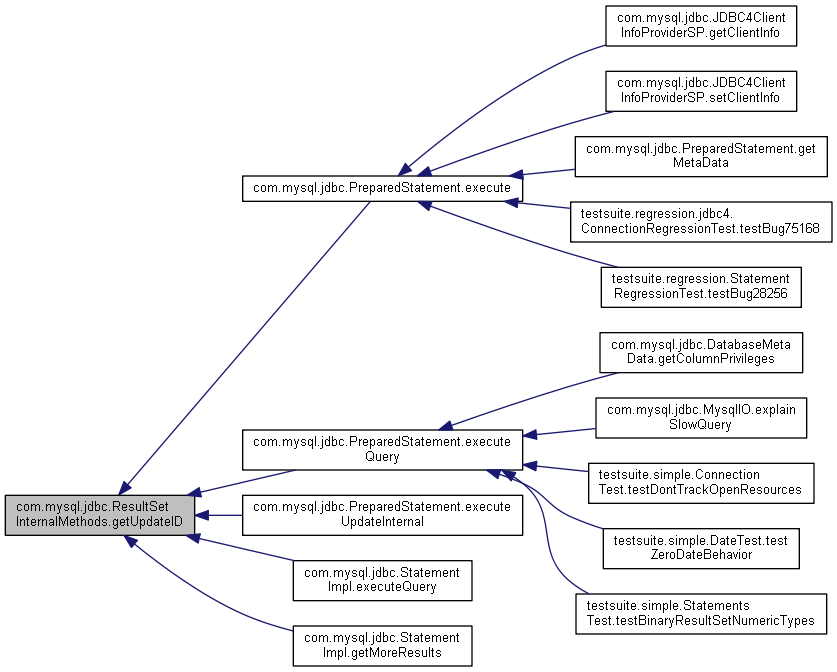 com.mysql.jdbc.JDBC4Client
InfoProviderSP.getClientInfo
com.mysql.jdbc.JDBC4Client
InfoProviderSP.setClientInfo
com.mysql.jdbc.PreparedStatement.get
MetaData
com.mysql.jdbc.PreparedStatement.execute
testsuite.regression.jdbc4.
ConnectionRegressionTest.testBug75168
testsuite.regression.Statement
RegressionTest.testBug28256
com.mysql.jdbc.DatabaseMeta
Data.getColumnPrivileges
com.mysql.jdbc.MysqlIO.explain
SlowQuery
com.mysql.jdbc.PreparedStatement.execute
Query
testsuite.simple.Connection
Test.testDontTrackOpenResources
com.mysql.jdbc.ResultSet
InternalMethods.getUpdateID
com.mysql.jdbc.PreparedStatement.execute
UpdateInternal
testsuite.simple.DateTest.test
ZeroDateBehavior
com.mysql.jdbc.Statement
Impl.executeQuery
testsuite.simple.Statements
Test.testBinaryResultSetNumericTypes
com.mysql.jdbc.Statement
Impl.getMoreResults